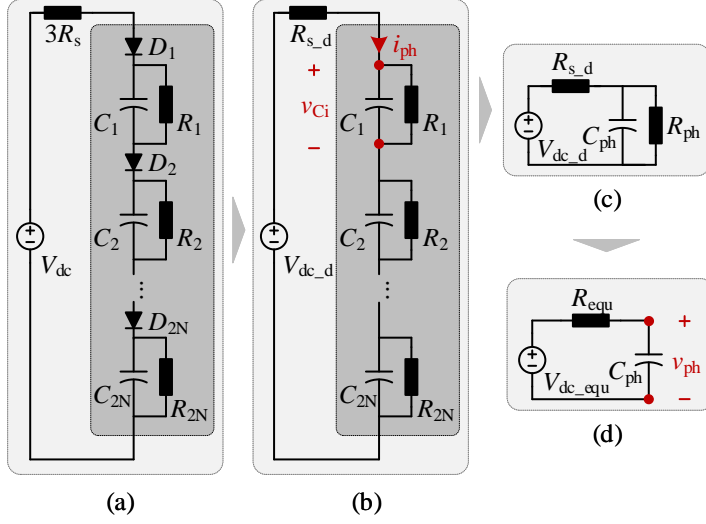 3Rs
D1
C1
R1
D2
C2
R2
Vdc
...
D2N
C2N
R2N
(a)
Rs_d
iph
+
vCi
C1
R1
−
C2
R2
Vdc_d
...
C2N
R2N
(b)
Rs_d
Cph
Rph
Vdc_d
(c)
Requ
+
Cph
vph
Vdc_equ
−
(d)